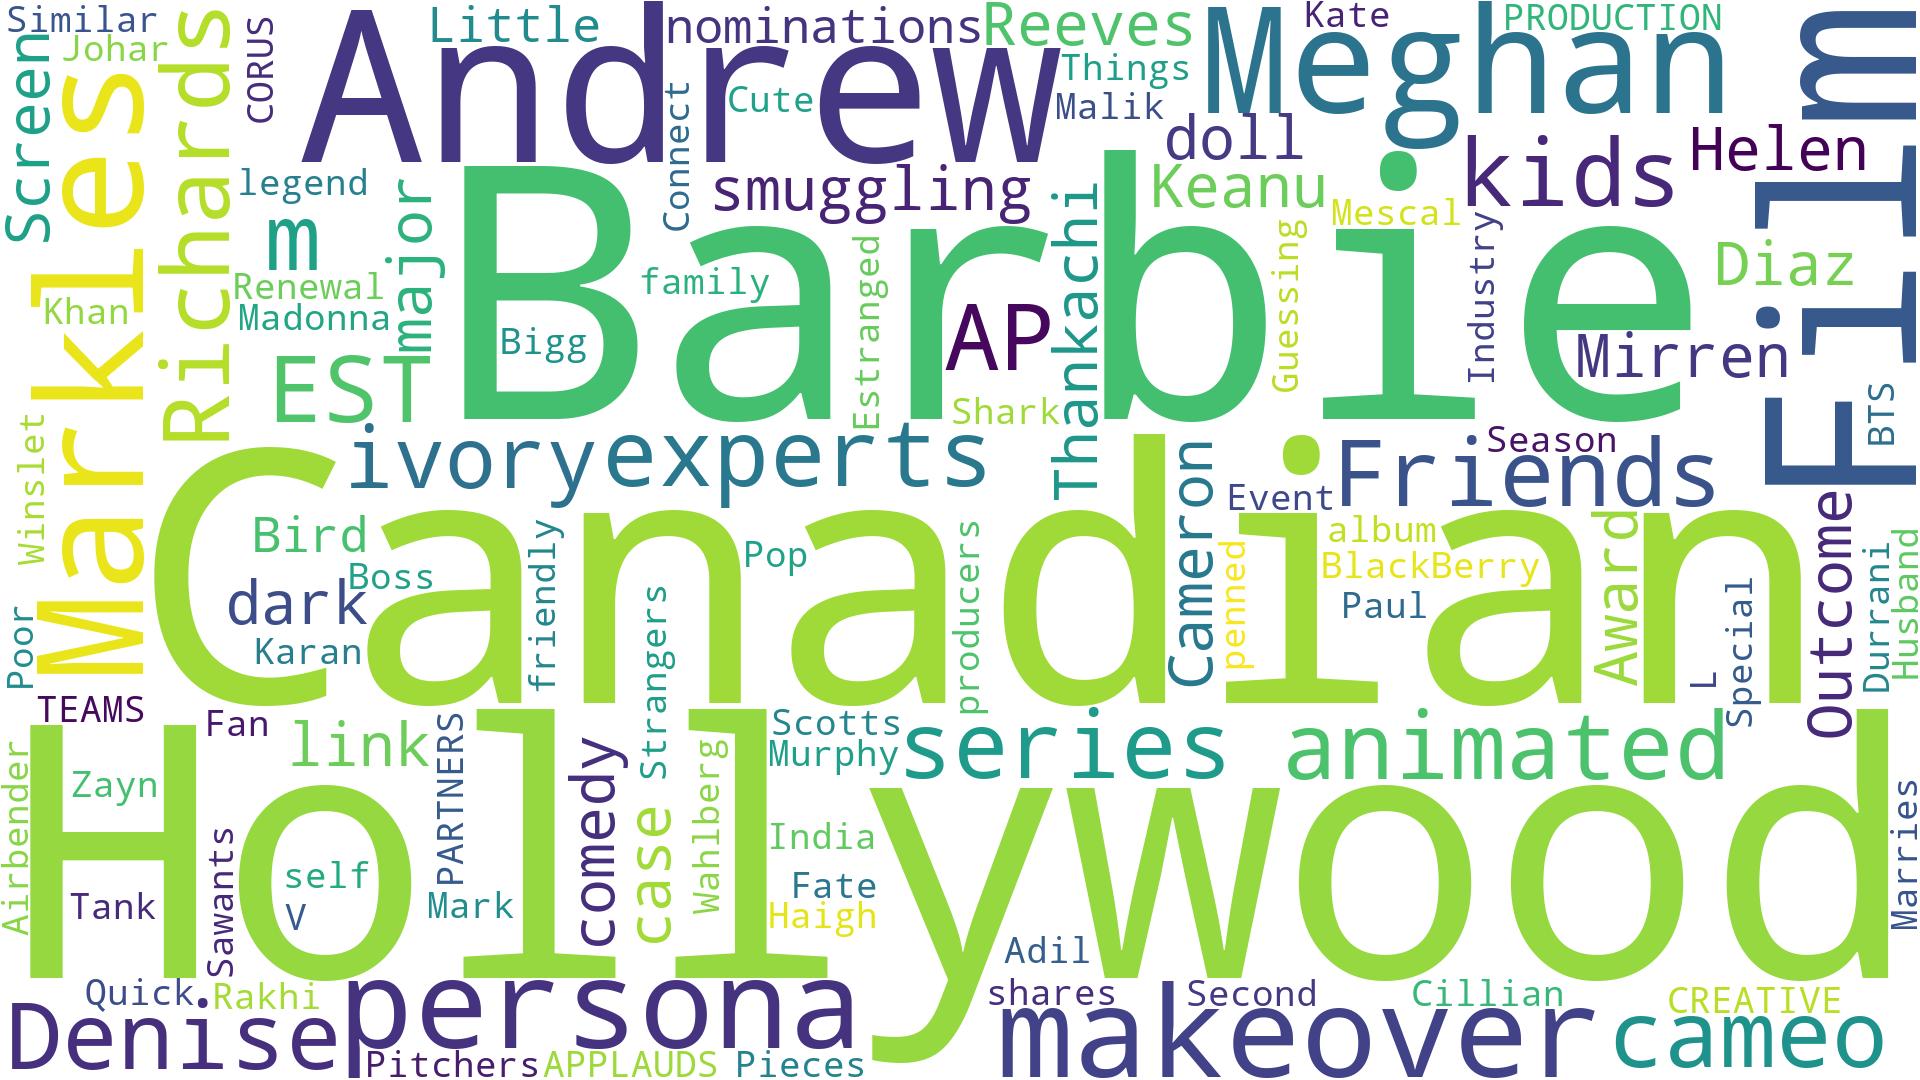 Similar
Johar
Screen
Markles
Richards
CORUS
Andrew
Little
nominations
Reeves
Things
Malik
Cute
Connect
Meghan
Kate
PRODUCTION
Film
doll
kids
Helen
legend
m
major
smuggling
Keanu
Mescal
Industry
Diaz
Khan
Renewal
Madonna
Barbie
family
Estranged
AP
Thankachi
Guessing
Mirren
Bigg
EST
Shark
BTS
Winslet
ivory
experts
Cameron
Friends
Season
Event
Canadian
Bird
Boss
dark
Karan
friendly
Pop
Strangers
producers
penned
album
BlackBerry
Paul
Award
L
Special
Outcome
Durrani
Husband
Poor
TEAMS
Fan
link
PARTNERS
comedy
case
Wahlberg
Scotts
Murphy
series
animated
Hollywood
Airbender
Zayn
Tank
Sawants
self
V
Mark
India
Fate
Haigh
Adil
Marries
Quick
Rakhi
Denise
persona
Pitchers
APPLAUDS
Pieces
shares
Second
makeover
Cillian
CREATIVE
cameo